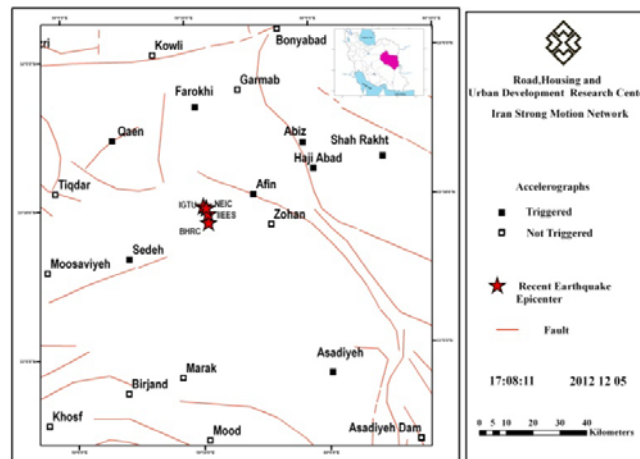 Bonyabad
Kowli
Garmab
Farokhi
Qaen
Abiz
Shah Rakht
Haji Abad
Tiqdar
Afin
IGTU
NEIC
IIEES
Zohan
BHRC
Sedeh
Moosaviyeh
Asadiyeh
Marak
Birjand
Khosf
Mood
Asadiyeh Dam
Road,Housing and
Urban Development Research Cente
Iran Strong Motion Network
Accelerographs
Triggered
Not Triggered
Recent Earthquake
Epicenter
Fault
17:08:11 2012 12 05
0 5 10 20 30 40
Kilometers